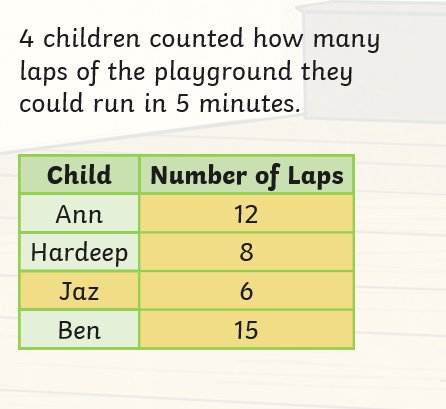 4 children counted how many
laps of the playground they
could run in 5 minutes.
Child Number of Laps
Ann 12
Hardeep 8
Jaz 6
Ben 15